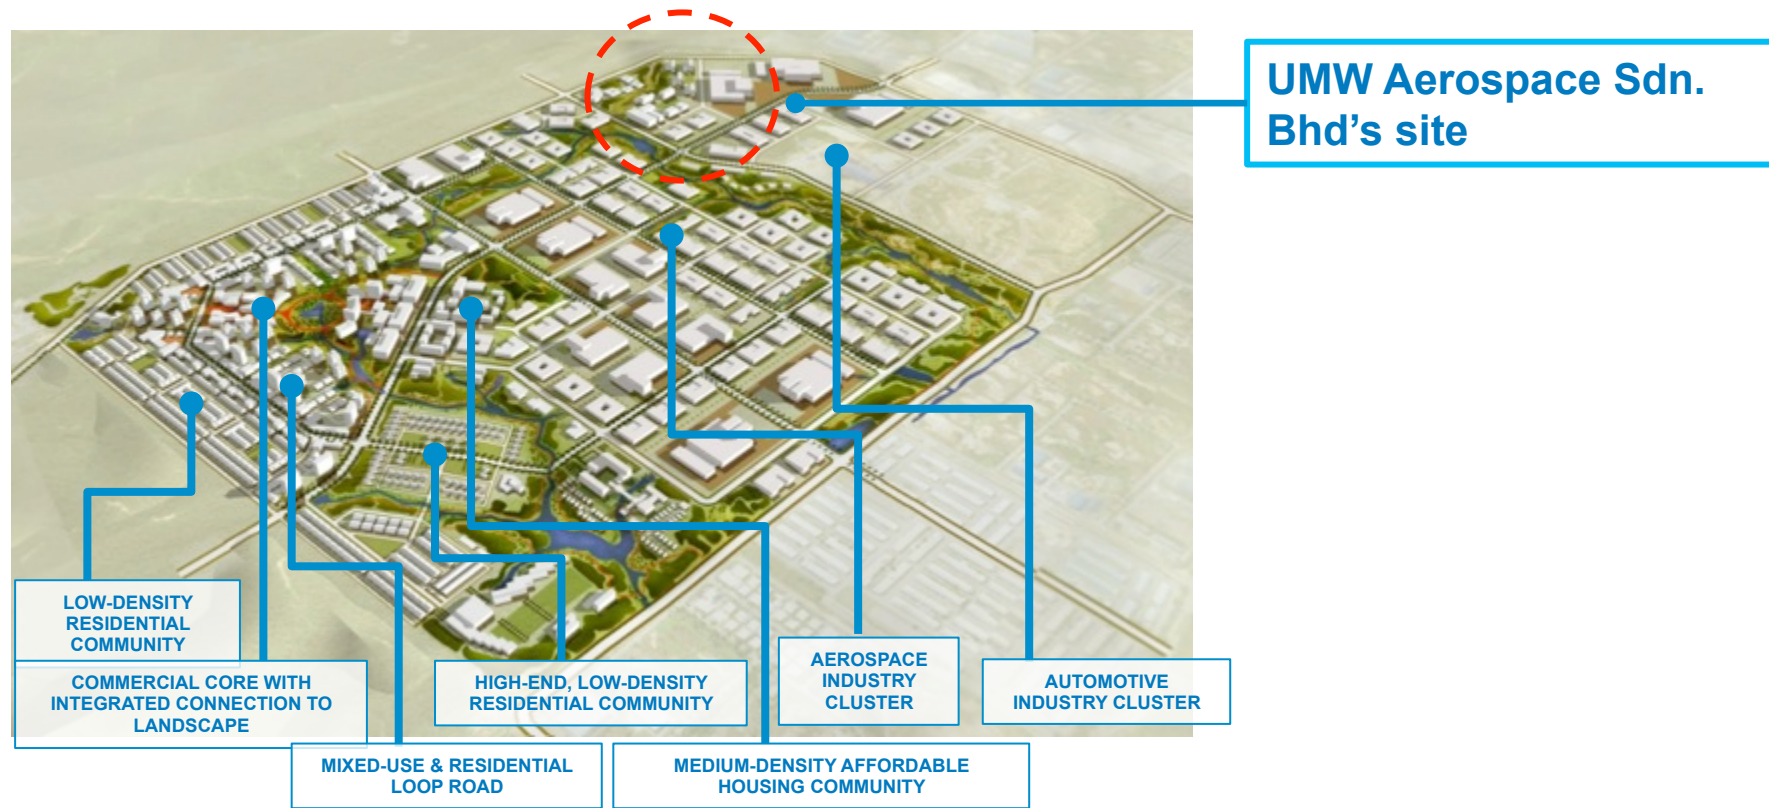 UMW Aerospace Sdn.
Bhd’s site
LOW-DENSITY
RESIDENTIAL
COMMUNITY
COMMERCIAL CORE WITH
INTEGRATED CONNECTION TO
LANDSCAPE
MIXED-USE & RESIDENTIAL
LOOP ROAD
HIGH-END, LOW-DENSITY
RESIDENTIAL COMMUNITY
MEDIUM-DENSITY AFFORDABLE
HOUSING COMMUNITY
AEROSPACE
INDUSTRY
CLUSTER
AUTOMOTIVE
INDUSTRY CLUSTER